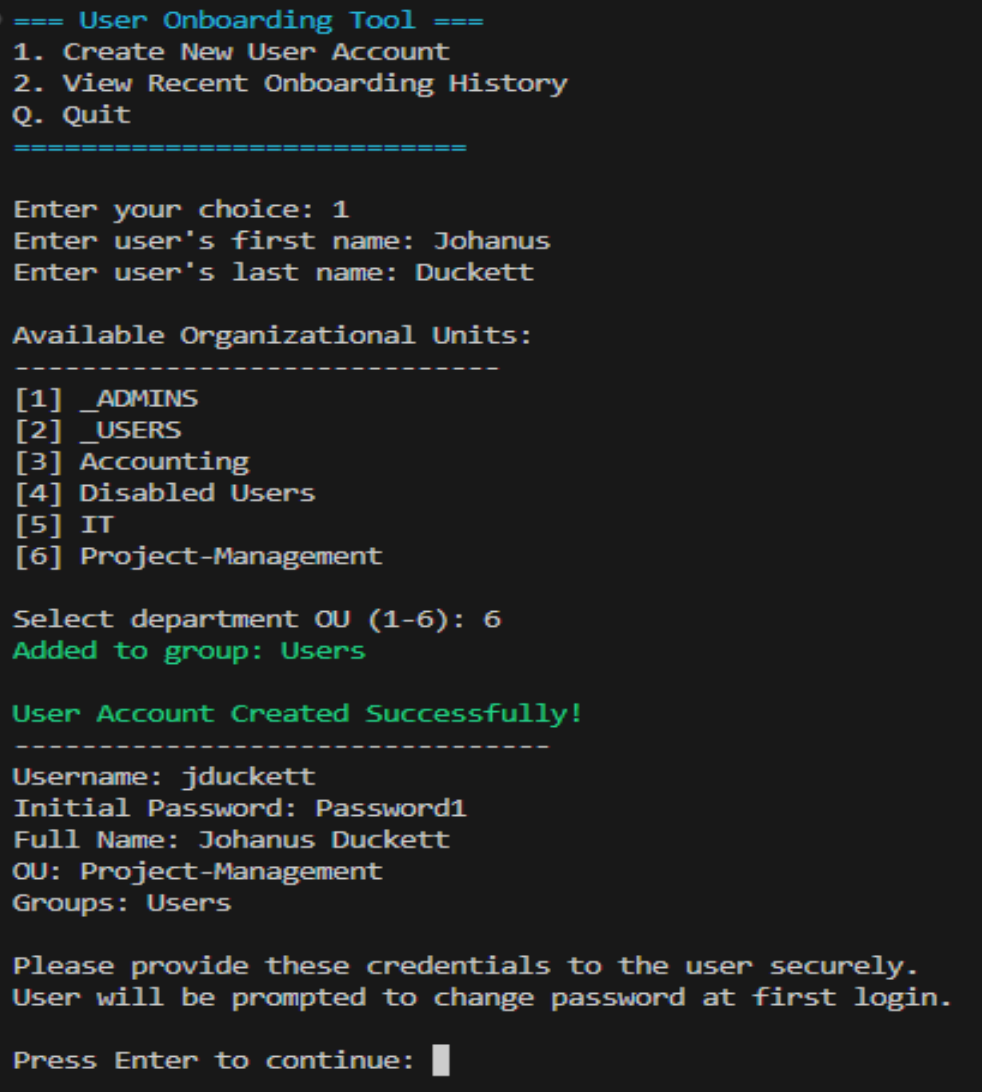 === User Onboarding Tool ===
1. Create New User Account
2. View Recent Onboarding History
Q. Quit
===========================
Enter your choice: 1
Enter user's first name: Johanus
Enter user's last name: Duckett
Available Organizational Units:
-----------------------------
[1] _ADMINS
[2] _USERS
[3] Accounting
[4] Disabled Users
[5] IT
[6] Project-Management
Select department OU (1-6): 6
Added to group: Users
User Account Created Successfully!
--------------------------------
Username: jduckett
Initial Password: Password1
Full Name: Johanus Duckett
OU: Project-Management
Groups: Users
Please provide these credentials to the user securely.
User will be prompted to change password at first login.
Press Enter to continue: